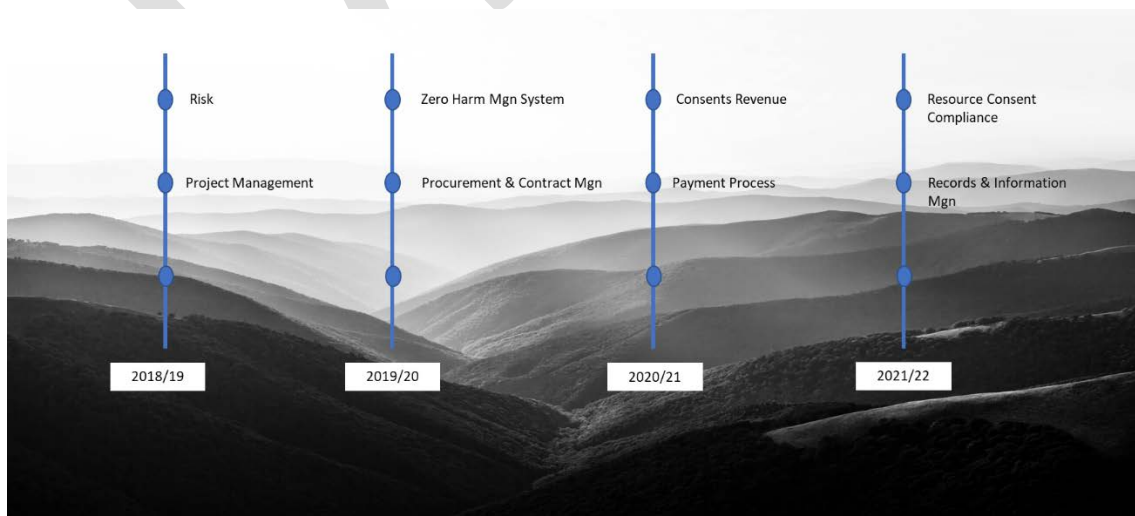 Risk
Zero Harm Mgn System
Consents Revenue
Resource Consent
Compliance
Project Management
Procurement & Contract Mgn
Payment Process
Records & Information
Mgn
2018/19
2019/20
2020/21
2021/22